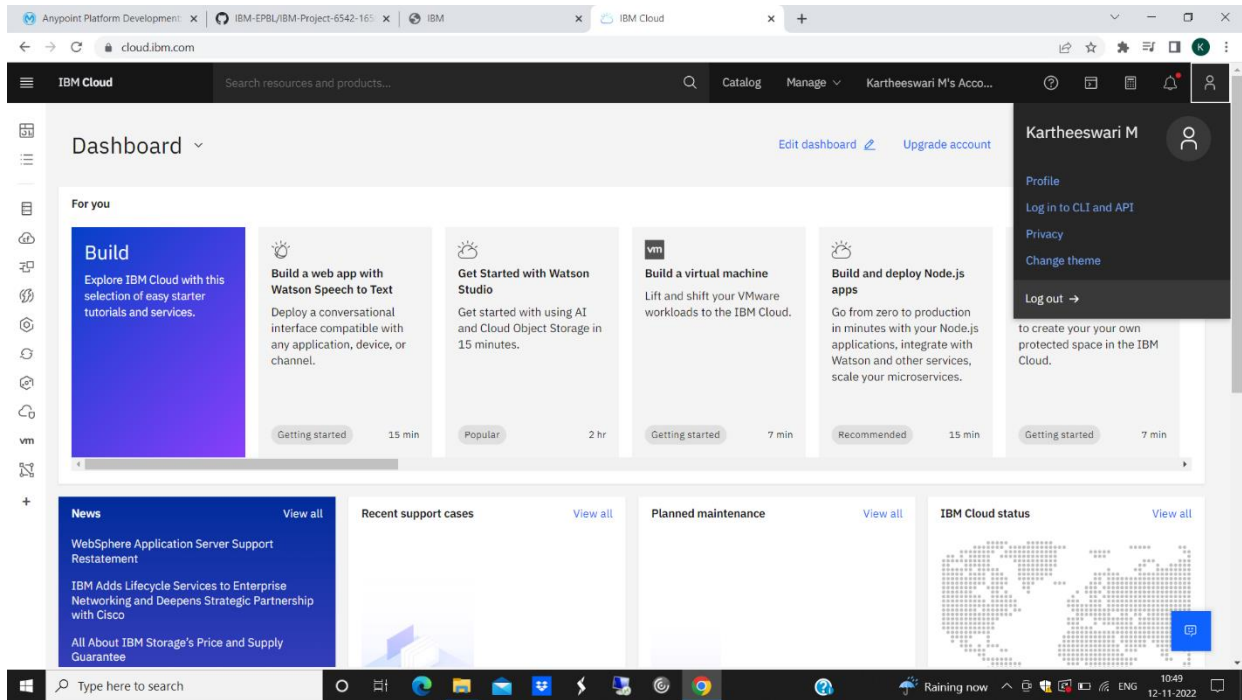 Anypoint Platform Development
IBM-EPBL/IBM-Project-6542-165
IBM
IBM Cloud
cloud.ibm.com
K
IBM Cloud
Search resources and products...
Catalog
Manage
Kartheeswari M's Acco...
Dashboard
Edit dashboard
Upgrade account
Kartheeswari M
Profile
Log in to CLI and API
Privacy
Change theme
Log out →
For you
Build
Explore IBM Cloud with this
selection of easy starter
tutorials and services.
Build a web app with
Watson Speech to Text
Deploy a conversational
interface compatible with
any application, device, or
channel.
Getting started 15 min
Get Started with Watson
Studio
Get started with using AI
and Cloud Object Storage in
15 minutes.
Popular 2 hr
vm
Build a virtual machine
Lift and shift your VMware
workloads to the IBM Cloud.
Getting started 7 min
Build and deploy Node.js
apps
Go from zero to production
in minutes with your Node.js
applications, integrate with
Watson and other services,
scale your microservices.
Recommended 15 min
to create your your own
protected space in the IBM
Cloud.
Getting started 7 min
vm
News View all
WebSphere Application Server Support
Restatement
IBM Adds Lifecycle Services to Enterprise
Networking and Deepens Strategic Partnership
with Cisco
All About IBM Storage's Price and Supply
Guarantee
Recent support cases View all
Planned maintenance View all
IBM Cloud status View all
Type here to search
Raining now
ENG
10:49
12-11-2022